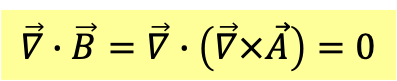 ∇⃗ · B⃗ = ∇⃗ · (∇⃗×A⃗) = 0